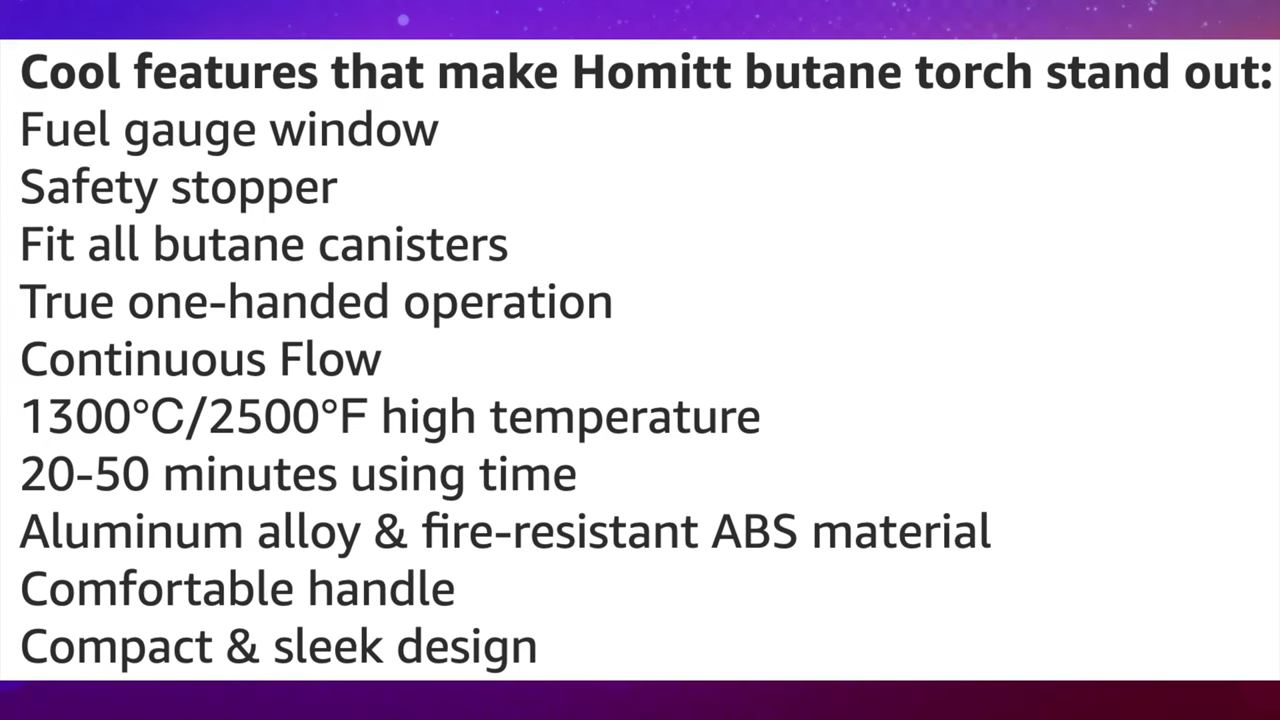 Cool features that make Homitt butane torch stand out:
Fuel gauge window
Safety stopper
Fit all butane canisters
True one-handed operation
Continuous Flow
1300°C/2500°F high temperature
20-50 minutes using time
Aluminum alloy & fire-resistant ABS material
Comfortable handle
Compact & sleek design